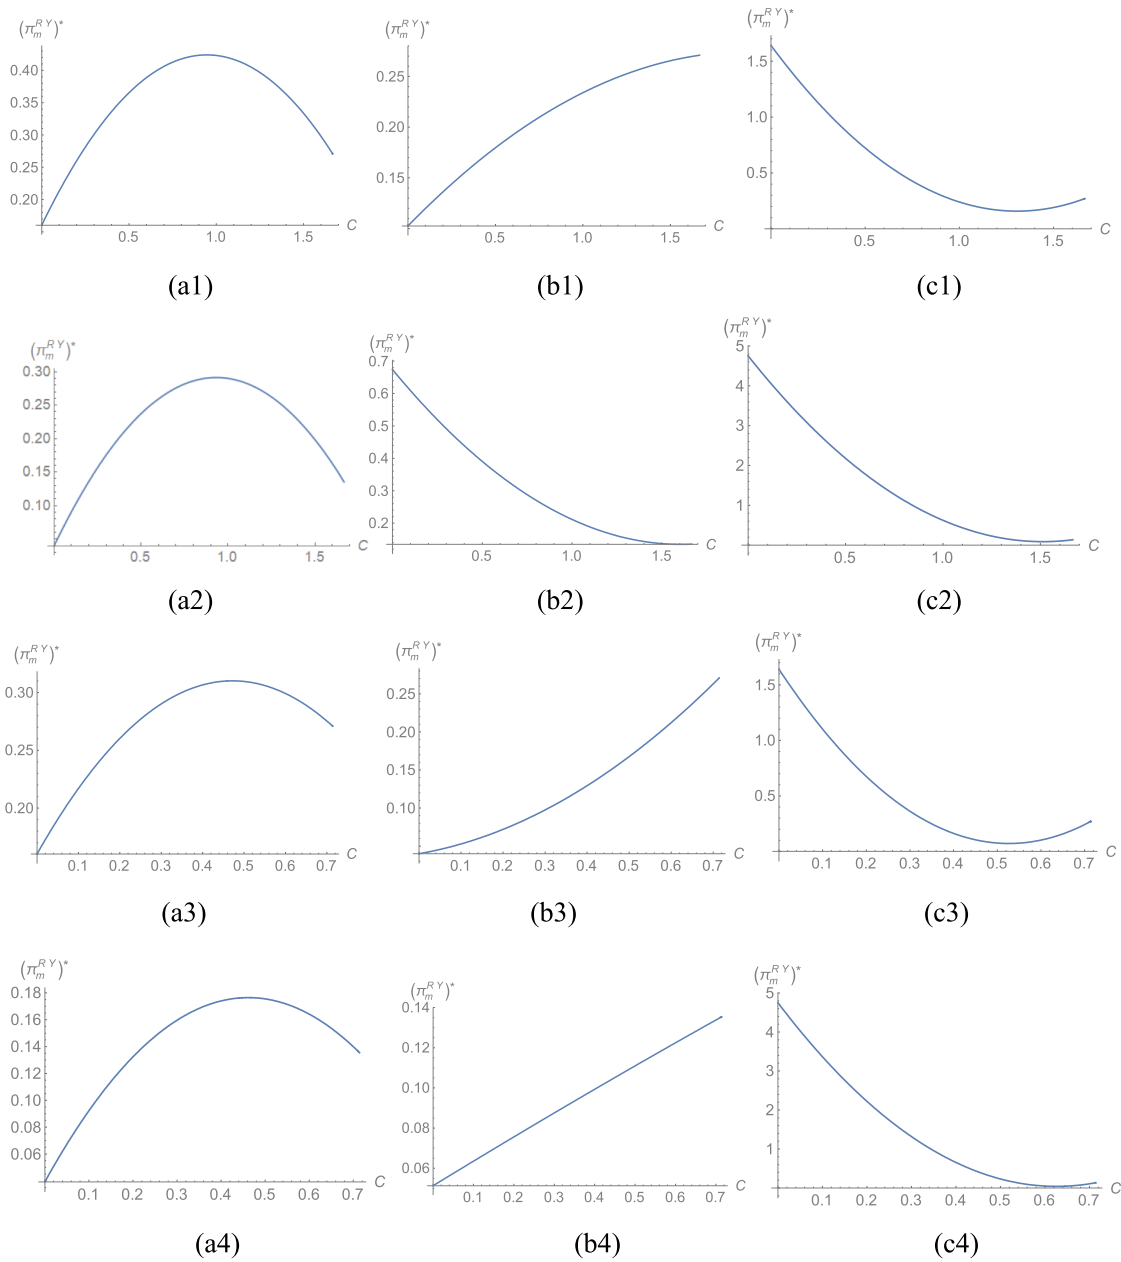 (π_m^{RY})* (π_m^{RY})* (π_m^{RY})*
0.40 0.35 0.30 0.25 0.20
0.5 1.0 1.5 C
0.25 0.20 0.15
0.5 1.0 1.5 C
1.5 1.0 0.5
0.5 1.0 1.5 C
(a1) (b1) (c1)
(π_m^{RY})* (π_m^{RY})* (π_m^{RY})*
0.30 0.25 0.20 0.15 0.10
0.5 1.0 1.5 C
0.7 0.6 0.5 0.4 0.3 0.2
0.5 1.0 1.5 C
5 4 3 2 1
0.5 1.0 1.5 C
(a2) (b2) (c2)
(π_m^{RY})* (π_m^{RY})* (π_m^{RY})*
0.30 0.25 0.20
0.1 0.2 0.3 0.4 0.5 0.6 0.7 C
0.25 0.20 0.15 0.10
0.1 0.2 0.3 0.4 0.5 0.6 0.7 C
1.5 1.0 0.5
0.1 0.2 0.3 0.4 0.5 0.6 0.7 C
(a3) (b3) (c3)
(π_m^{RY})* (π_m^{RY})* (π_m^{RY})*
0.18 0.16 0.14 0.12 0.10 0.08 0.06
0.1 0.2 0.3 0.4 0.5 0.6 0.7 C
0.14 0.12 0.10 0.08 0.06
0.1 0.2 0.3 0.4 0.5 0.6 0.7 C
5 4 3 2 1
0.1 0.2 0.3 0.4 0.5 0.6 0.7 C
(a4) (b4) (c4)